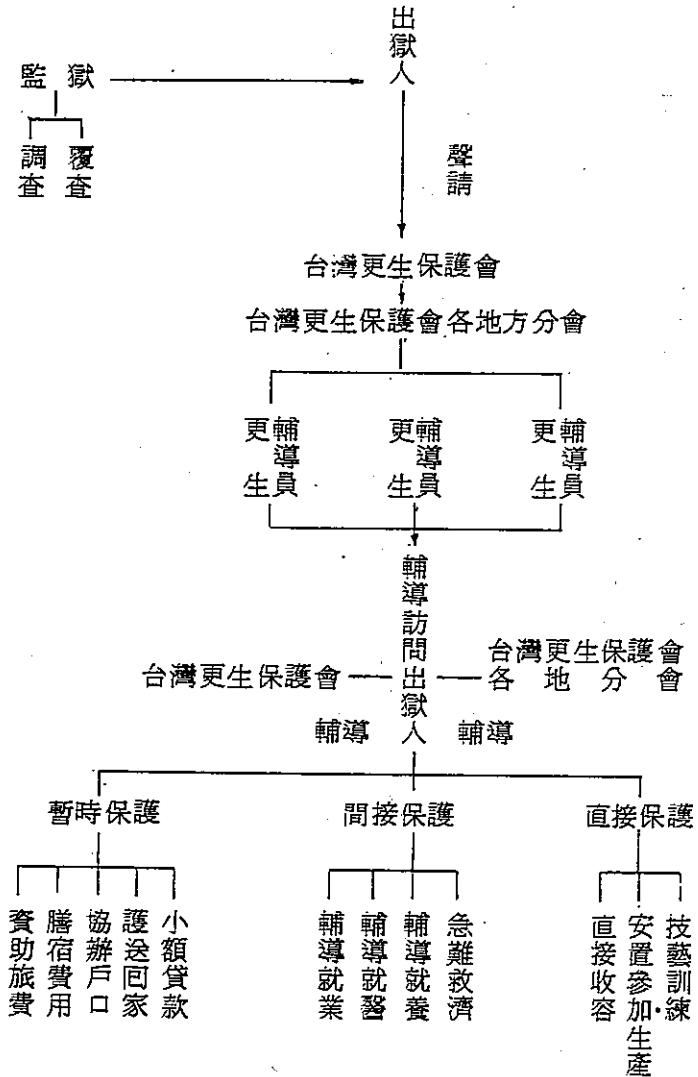 出獄人
監獄
調查
覆查
聲請
台灣更生保護會
台灣更生保護會各地方分會
更生輔導員
更生輔導員
更生輔導員
輔導訪問出獄人
台灣更生保護會
台灣更生保護會
各地分會
輔導
輔導
暫時保護
間接保護
直接保護
資助旅費
膳宿費用
協辦戶口
護送回家
小額貸款
輔導就業
輔導就醫
輔導就養
急難救濟
直接收容
安置參加生產
技藝訓練